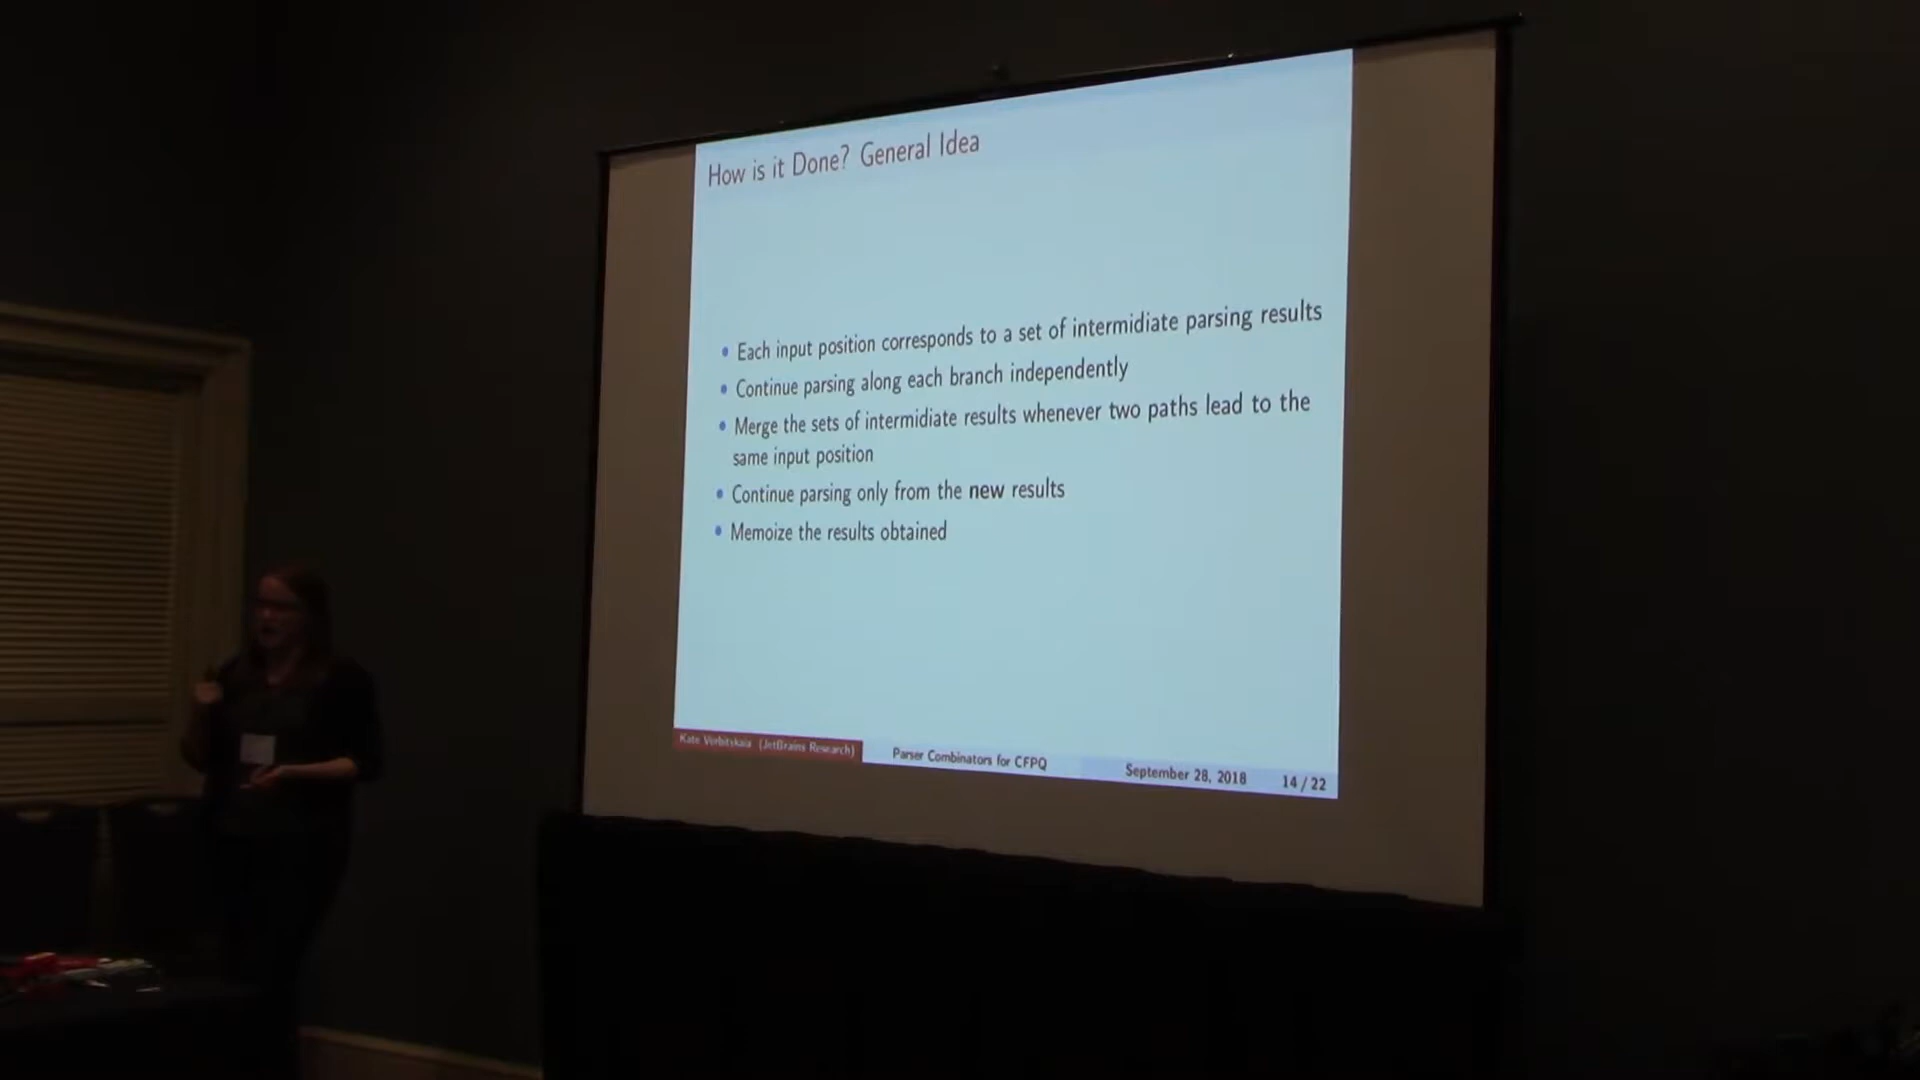 How is it Done? General Idea
Each input position corresponds to a set of intermidiate parsing results
Continue parsing along each branch independently
Merge the sets of intermidiate results whenever two paths lead to the
same input position
Continue parsing only from the new results
Memoize the results obtained
Kate Verbitskaia (JetBrains Research)
Parser Combinators for CFPQ
September 28, 2018
14 / 22